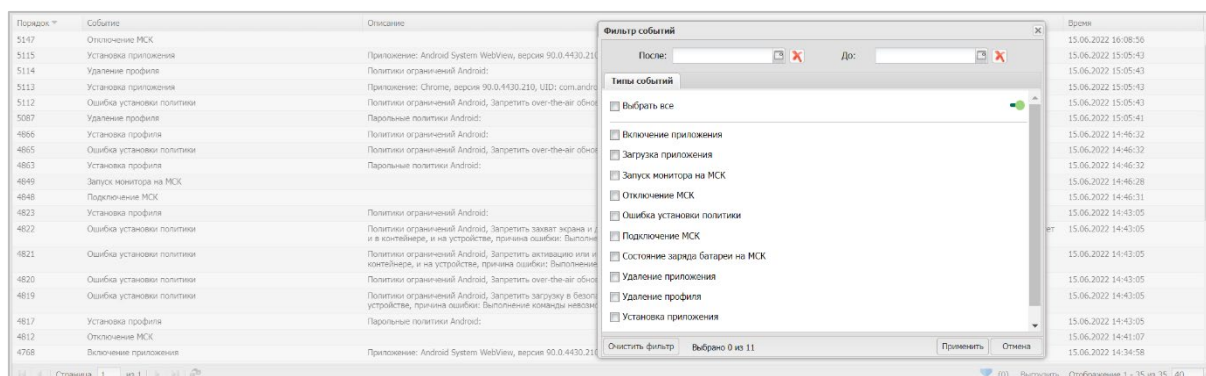 Порядок Событие Описание Время
5147 Отключение МСК 15.06.2022 16:08:56
5115 Установка приложения Приложение: Android System WebView, версия 90.0.4430.210 15.06.2022 15:05:43
5114 Удаление профиля Политики ограничений Android: 15.06.2022 15:05:43
5113 Установка приложения Приложение: Chrome, версия 90.0.4430.210, UID: com.andro 15.06.2022 15:05:43
5112 Ошибка установки политики Политики ограничений Android, Запретить over-the-air обнов 15.06.2022 15:05:43
5087 Удаление профиля Парольные политики Android: 15.06.2022 15:05:41
4866 Установка профиля Политики ограничений Android: 15.06.2022 14:46:32
4865 Ошибка установки политики Политики ограничений Android, Запретить over-the-air обнов 15.06.2022 14:46:32
4863 Установка профиля Парольные политики Android: 15.06.2022 14:46:32
4849 Запуск монитора на МСК 15.06.2022 14:46:28
4848 Подключение МСК 15.06.2022 14:46:31
4823 Установка профиля Политики ограничений Android: 15.06.2022 14:43:05
4822 Ошибка установки политики Политики ограничений Android, Запретить захват экрана и д ет 15.06.2022 14:43:05
и в контейнере, и на устройстве, причина ошибки: Выполне
4821 Ошибка установки политики Политики ограничений Android, Запретить активацию или и 15.06.2022 14:43:05
контейнере, и на устройстве, причина ошибки: Выполнение
4820 Ошибка установки политики Политики ограничений Android, Запретить over-the-air обнов 15.06.2022 14:43:05
4819 Ошибка установки политики Политики ограничений Android, Запретить загрузку в безопа 15.06.2022 14:43:05
устройстве, причина ошибки: Выполнение команды невозмо
4817 Установка профиля Парольные политики Android: 15.06.2022 14:43:05
4812 Отключение МСК 15.06.2022 14:41:07
4768 Включение приложения Приложение: Android System WebView, версия 90.0.4430.210 15.06.2022 14:34:58
Страница 1 из 1 (0) Выгрузить Отображение 1 - 35 из 35 40
Фильтр событий
После: До:
Типы событий
Выбрать все
Включение приложения
Загрузка приложения
Запуск монитора на МСК
Отключение МСК
Ошибка установки политики
Подключение МСК
Состояние заряда батареи на МСК
Удаление приложения
Удаление профиля
Установка приложения
Очистить фильтр Выбрано 0 из 11 Применить Отмена